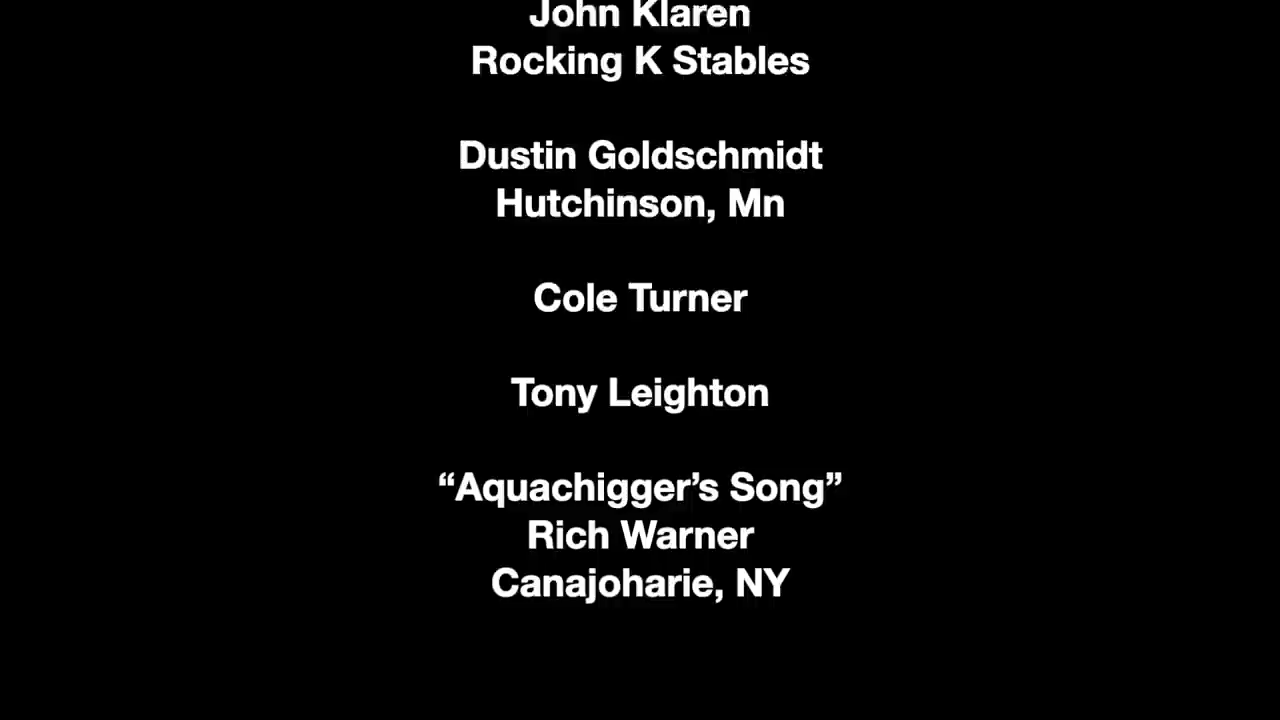 John Klaren
Rocking K Stables
Dustin Goldschmidt
Hutchinson, Mn
Cole Turner
Tony Leighton
“Aquachigger’s Song”
Rich Warner
Canajoharie, NY